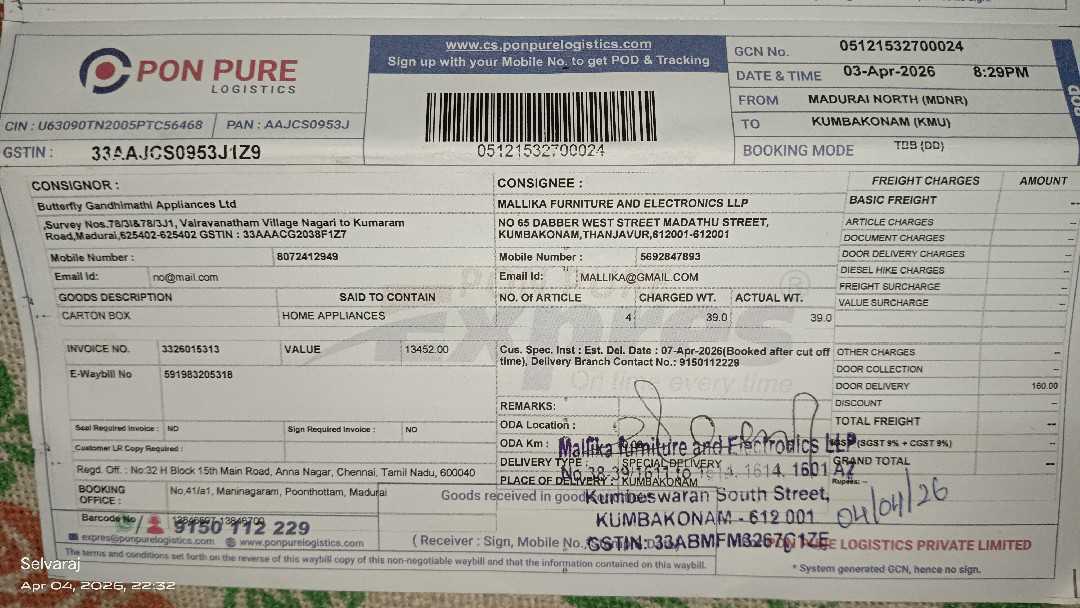 PON PURE
LOGISTICS
CIN : U63090TN2005PTC56468
PAN : AAJCS0953J
GSTIN : 33AAJCS0953J1Z9
www.cs.ponpurelogistics.com
Sign up with your Mobile No. to get POD & Tracking
05121532700024
GCN No. 05121532700024
DATE & TIME 03-Apr-2026 8:29PM
FROM MADURAI NORTH (MDNR)
TO KUMBAKONAM (KMU)
BOOKING MODE TBB (DD)
POD
CONSIGNOR :
Butterfly Gandhimathi Appliances Ltd
,Survey Nos.78/3I&78/3J1, Vairavanatham Village Nagari to Kumaram
Road,Madurai,625402-625402 GSTIN : 33AAACG2038F1Z7
Mobile Number : 8072412949
Email Id: no@mail.com
CONSIGNEE :
MALLIKA FURNITURE AND ELECTRONICS LLP
NO 65 DABBER WEST STREET MADATHU STREET,
KUMBAKONAM,THANJAVUR,612001-612001
Mobile Number : 5692847893
Email Id: MALLIKA@GMAIL.COM
GOODS DESCRIPTION SAID TO CONTAIN NO. OF ARTICLE CHARGED WT. ACTUAL WT.
CARTON BOX HOME APPLIANCES 4 39.0 39.0
INVOICE NO. 3326015313 VALUE 13452.00
E-Waybill No 591983205318
Seal Required Invoice : NO Sign Required Invoice : NO
Customer LR Copy Required :
Regd. Off. : No:32 H Block 15th Main Road, Anna Nagar, Chennai, Tamil Nadu, 600040
BOOKING OFFICE : No,41/a1, Maninagaram, Poonthottam, Madurai
Barcode No
9150 112 229
expres@ponpurelogistics.com www.ponpurelogistics.com
The terms and conditions set forth on the reverse of this waybill copy of this non-negotiable waybill and that the information contained on this waybill.
Cus. Spec. Inst : Est. Del. Date : 07-Apr-2026(Booked after cut off
time), Delivery Branch Contact No.: 9150112229
On time every time
REMARKS:
ODA Location :
ODA Km :
DELIVERY TYPE : SPECIAL DELIVERY
PLACE OF DELIVERY : KUMBAKONAM
Goods received in good
( Receiver : Sign, Mobile No.,
FREIGHT CHARGES AMOUNT
BASIC FREIGHT --
ARTICLE CHARGES --
DOCUMENT CHARGES --
DOOR DELIVERY CHARGES --
DIESEL HIKE CHARGES --
FREIGHT SURCHARGE --
VALUE SURCHARGE --
OTHER CHARGES --
DOOR COLLECTION --
DOOR DELIVERY 160.00
DISCOUNT --
TOTAL FREIGHT --
(SGST 9% + CGST 9%) --
GRAND TOTAL --
Rupees: --
Mallika furniture and Electronics LLP
1614, 1601 AZ
Kumbeswaran South Street,
KUMBAKONAM - 612 001
GSTIN: 33ABMFM3267C1ZE
04/04/26
LOGISTICS PRIVATE LIMITED
* System generated GCN, hence no sign.
Selvaraj
Apr 04, 2026, 22:32